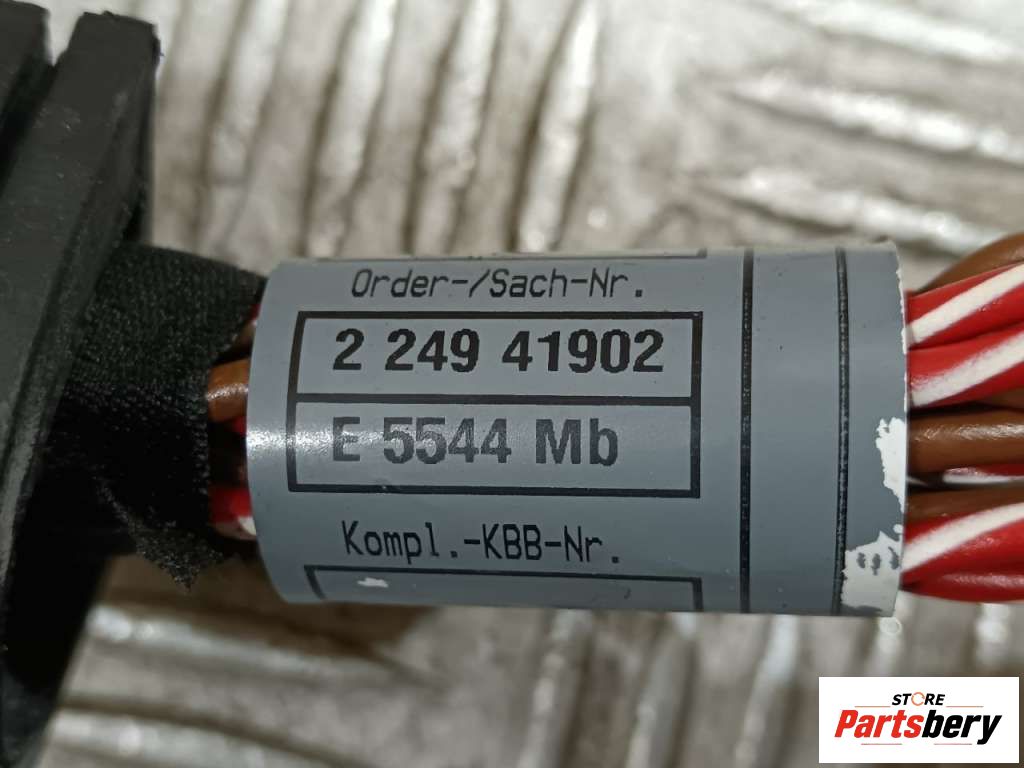 Order-/Sach-Nr.
2 249 41902
E 5544 Mb
Kompl.-KBB-Nr.
STORE
Partsbery